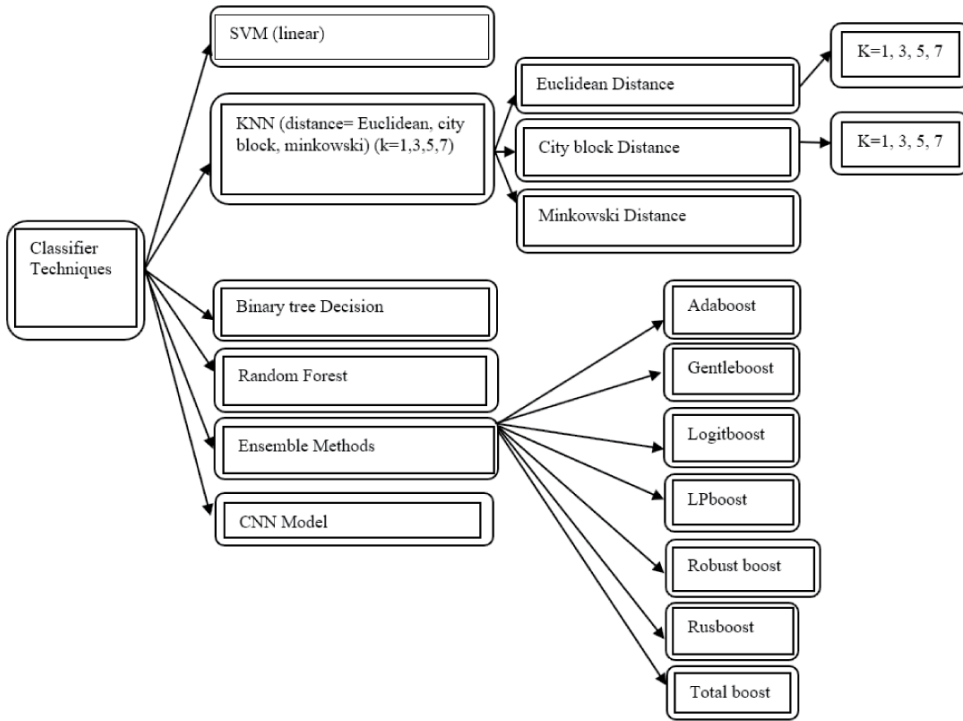 SVM (linear)
KNN (distance= Euclidean, city
block, minkowski) (k=1,3,5,7)
Euclidean Distance
K=1, 3, 5, 7
City block Distance
K=1, 3, 5, 7
Minkowski Distance
Classifier
Techniques
Binary tree Decision
Random Forest
Ensemble Methods
CNN Model
Adaboost
Gentleboost
Logitboost
LPboost
Robust boost
Rusboost
Total boost